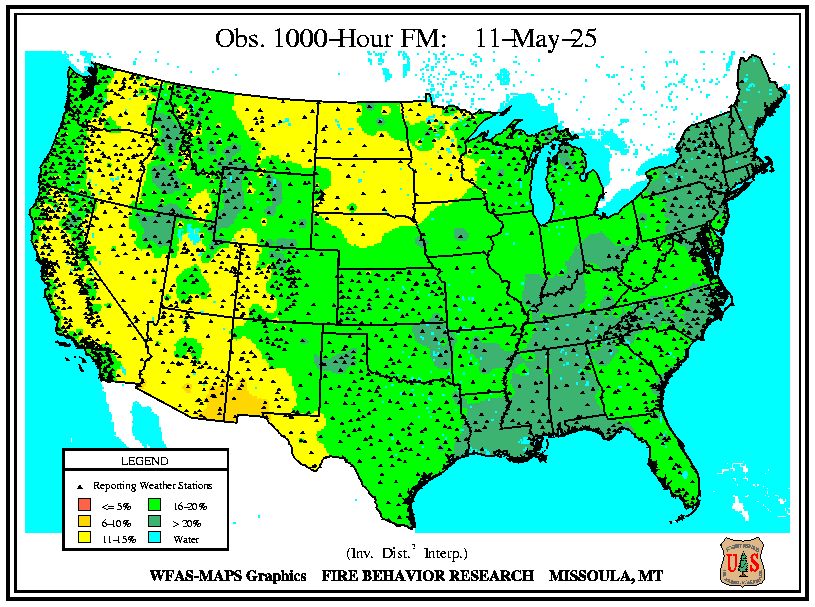 Obs. 1000-Hour FM: 11-May-25
LEGEND
Reporting Weather Stations
<= 5% 16-20%
6-10% > 20%
11-15% Water
(Inv. Dist.² Interp.)
WFAS-MAPS Graphics FIRE BEHAVIOR RESEARCH MISSOULA, MT
U S